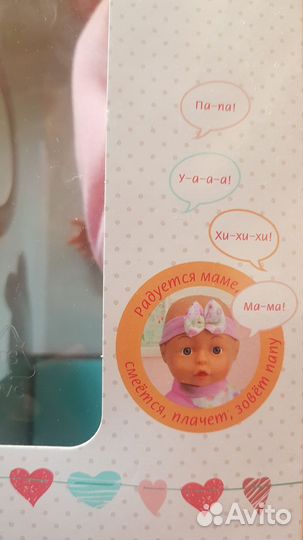 Па-па!
У-а-а-а!
Хи-хи-хи!
Ма-ма!
Радуется маме,
смеётся, плачет, зовёт папу
Avito